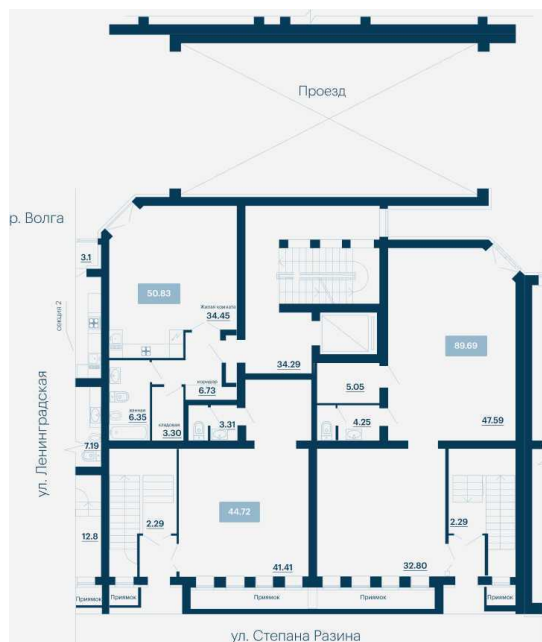 Проезд
р. Волга
3.1
50.83
Жилая комната
34.45
секция 2
89.69
34.29
5.05
коридор
6.73
ванная
6.35
кладовая
3.30
3.31
4.25
47.59
7.19
ул. Ленинградская
44.72
2.29
2.29
12.8
41.41
32.80
Приямок
Приямок
Приямок
Приямок
Приямок
ул. Степана Разина